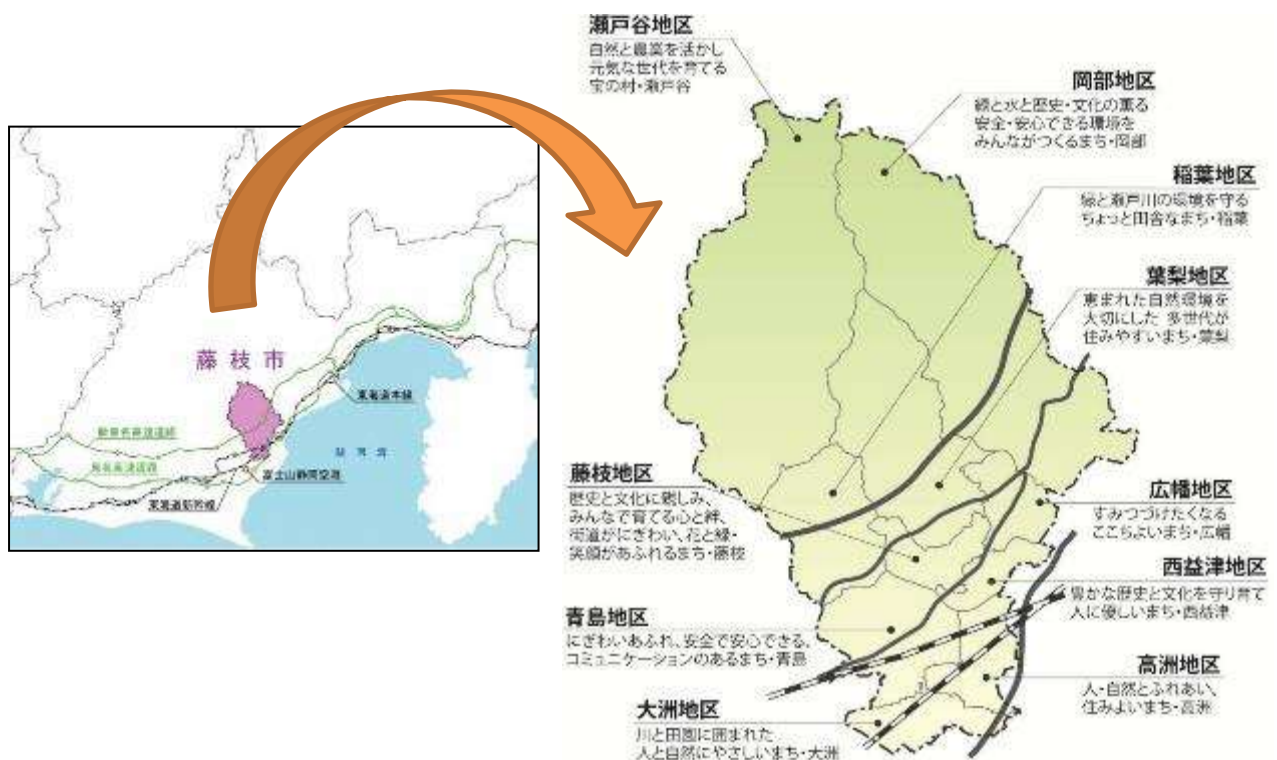 瀬戸谷地区
自然と農業を活かし
元気な世代を育てる
宝の村・瀬戸谷
岡部地区
緑と水と歴史・文化の薫る
安全・安心できる環境を
みんながつくるまち・岡部
稲葉地区
緑と瀬戸川の環境を守る
ちょっと田舎なまち・稲葉
葉梨地区
恵まれた自然環境を
大切にした 多世代が
住みやすいまち・葉梨
藤枝市
東海道本線
新東名高速道路
東名高速道路
駿河湾
富士山静岡空港
東海道新幹線
藤枝地区
歴史と文化に親しみ、
みんなで育てる心と絆、
街道がにぎわい、花と緑・
笑顔があふれるまち・藤枝
広幡地区
すみつづけたくなる
ここちよいまち・広幡
西益津地区
豊かな歴史と文化を守り育て
人に優しいまち・西益津
青島地区
にぎわいあふれ、安全で安心できる、
コミュニケーションのあるまち・青島
高洲地区
人・自然とふれあい、
住みよいまち・高洲
大洲地区
川と田園に囲まれた
人と自然にやさしいまち・大洲